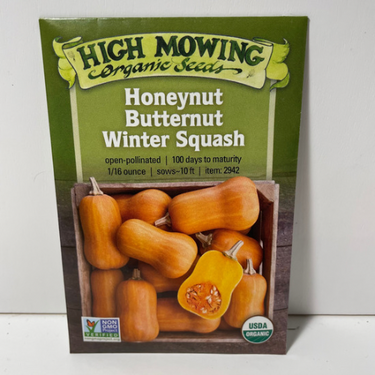 HIGH MOWING
Organic Seeds
Honeynut
Butternut
Winter Squash
open-pollinated | 100 days to maturity
1/16 ounce | sows~10 ft | item: 2942
NON
GMO
VERIFIED
USDA
ORGANIC